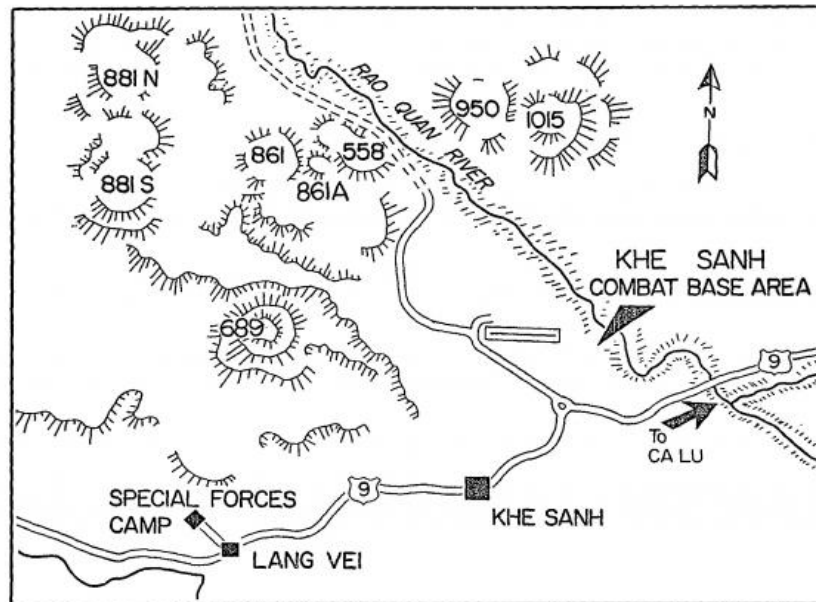 881 N
881 S
861
861A
558
RAO QUAN RIVER
950
1015
N
KHE SANH
COMBAT BASE AREA
689
9
To
CA LU
9
KHE SANH
SPECIAL FORCES
CAMP
LANG VEI